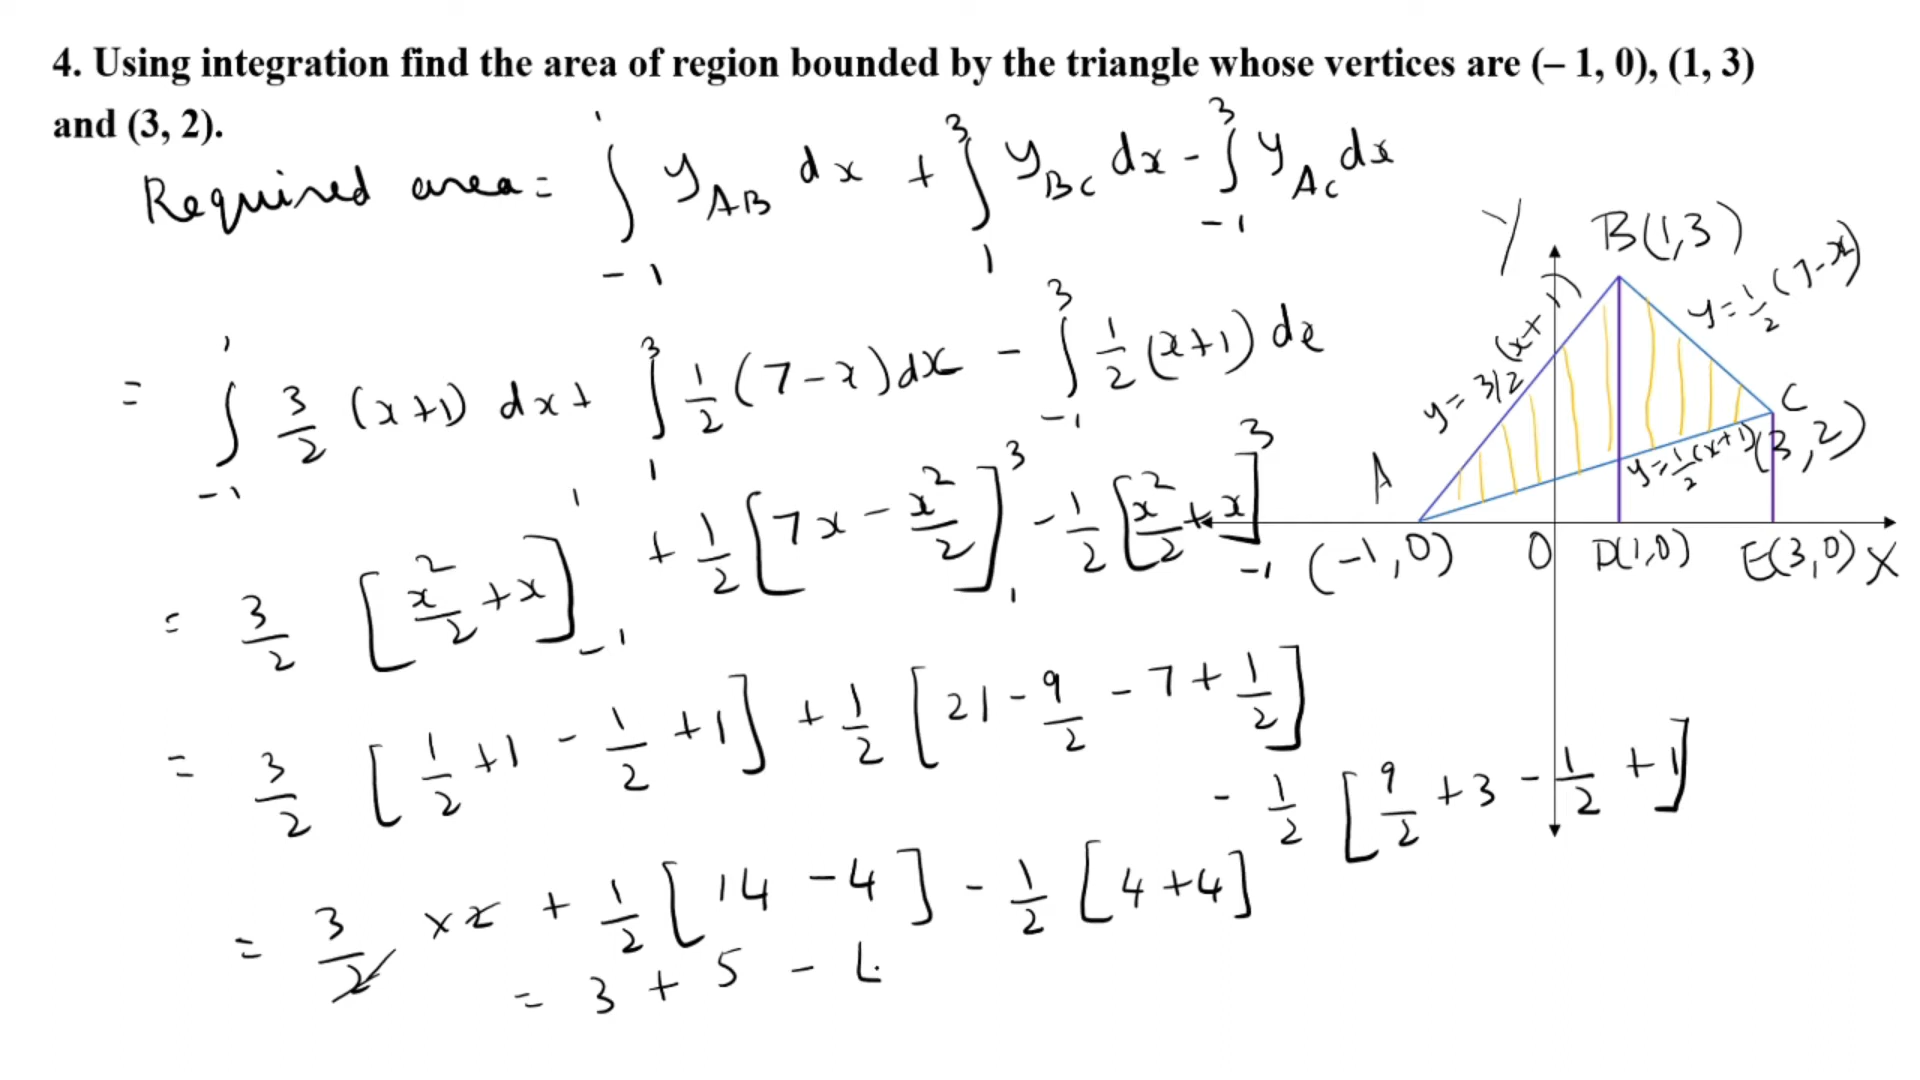 4. Using integration find the area of region bounded by the triangle whose vertices are (– 1, 0), (1, 3)
and (3, 2).
Required area = ∫_{-1}^{1} y_{AB} dx + ∫_{1}^{3} y_{BC} dx - ∫_{-1}^{3} y_{AC} dx
= ∫_{-1}^{1} 3/2 (x+1) dx + ∫_{1}^{3} 1/2 (7-x) dx - ∫_{-1}^{3} 1/2 (x+1) dx
= 3/2 [x²/2 + x]_{-1}^{1} + 1/2 [7x - x²/2]_{1}^{3} - 1/2 [x²/2 + x]_{-1}^{3}
= 3/2 [1/2 + 1 - 1/2 + 1] + 1/2 [21 - 9/2 - 7 + 1/2]
- 1/2 [9/2 + 3 - 1/2 + 1]
= 3/2 × 2 + 1/2 [14 - 4] - 1/2 [4 + 4]
= 3 + 5 -
Y
B(1,3)
y = 3/2 (x+1)
y = 1/2 (7-x)
C
(3,2)
y = 1/2 (x+1)
A
(-1,0)
O
D(1,0)
E(3,0)
X